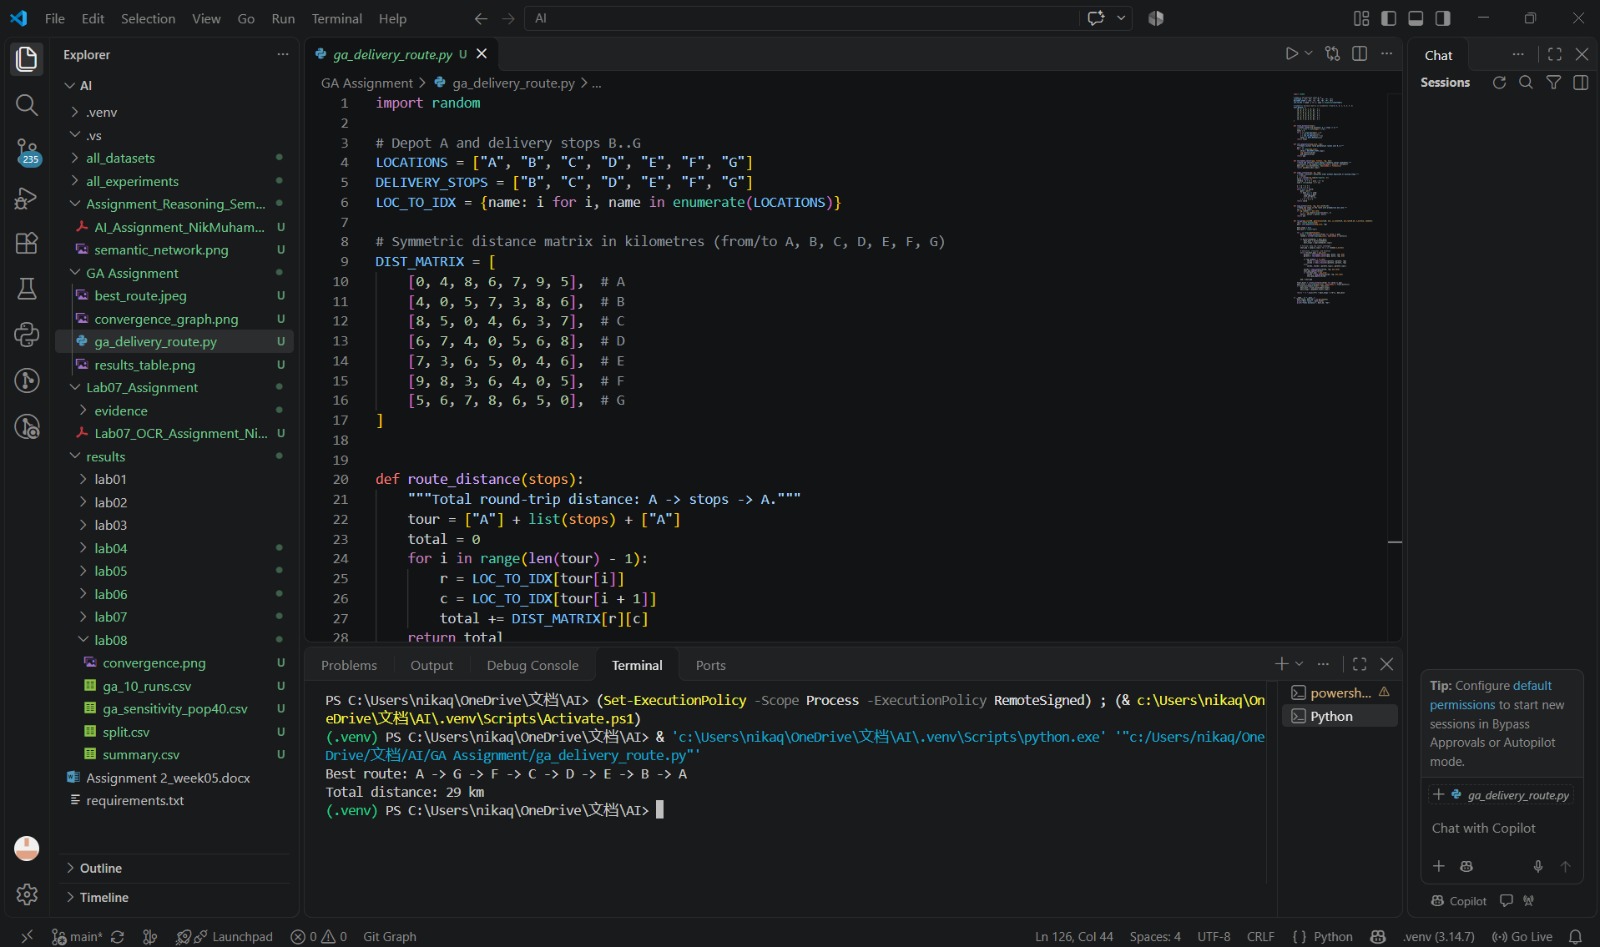 File Edit Selection View Go Run Terminal Help
AI
Explorer
AI
.venv
.vs
all_datasets
all_experiments
Assignment_Reasoning_Sem...
AI_Assignment_NikMuham... U
semantic_network.png U
GA Assignment
best_route.jpeg U
convergence_graph.png U
ga_delivery_route.py U
results_table.png U
Lab07_Assignment
evidence
Lab07_OCR_Assignment_Ni... U
results
lab01
lab02
lab03
lab04
lab05
lab06
lab07
lab08
convergence.png U
ga_10_runs.csv U
ga_sensitivity_pop40.csv U
split.csv U
summary.csv U
Assignment 2_week05.docx
requirements.txt
Outline
Timeline
235
ga_delivery_route.py U
GA Assignment > ga_delivery_route.py > ...
1 import random
2
3 # Depot A and delivery stops B..G
4 LOCATIONS = ["A", "B", "C", "D", "E", "F", "G"]
5 DELIVERY_STOPS = ["B", "C", "D", "E", "F", "G"]
6 LOC_TO_IDX = {name: i for i, name in enumerate(LOCATIONS)}
7
8 # Symmetric distance matrix in kilometres (from/to A, B, C, D, E, F, G)
9 DIST_MATRIX = [
10 [0, 4, 8, 6, 7, 9, 5], # A
11 [4, 0, 5, 7, 3, 8, 6], # B
12 [8, 5, 0, 4, 6, 3, 7], # C
13 [6, 7, 4, 0, 5, 6, 8], # D
14 [7, 3, 6, 5, 0, 4, 6], # E
15 [9, 8, 3, 6, 4, 0, 5], # F
16 [5, 6, 7, 8, 6, 5, 0], # G
17 ]
18
19
20 def route_distance(stops):
21 """Total round-trip distance: A -> stops -> A."""
22 tour = ["A"] + list(stops) + ["A"]
23 total = 0
24 for i in range(len(tour) - 1):
25 r = LOC_TO_IDX[tour[i]]
26 c = LOC_TO_IDX[tour[i + 1]]
27 total += DIST_MATRIX[r][c]
28 return total
Problems Output Debug Console Terminal Ports
PS C:\Users\nikaq\OneDrive\文档\AI> (Set-ExecutionPolicy -Scope Process -ExecutionPolicy RemoteSigned) ; (& c:\Users\nikaq\On
eDrive\文档\AI\.venv\Scripts\Activate.ps1)
(.venv) PS C:\Users\nikaq\OneDrive\文档\AI> & 'c:\Users\nikaq\OneDrive\文档\AI\.venv\Scripts\python.exe' '"c:/Users/nikaq/One
Drive/文档/AI/GA Assignment/ga_delivery_route.py"'
Best route: A -> G -> F -> C -> D -> E -> B -> A
Total distance: 29 km
(.venv) PS C:\Users\nikaq\OneDrive\文档\AI>
powersh...
Python
Chat
Sessions
Tip: Configure default
permissions to start new
sessions in Bypass
Approvals or Autopilot
mode.
ga_delivery_route.py
Chat with Copilot
Copilot
main* Launchpad 0 0 Git Graph Ln 126, Col 44 Spaces: 4 UTF-8 CRLF { } Python .venv (3.14.7) Go Live